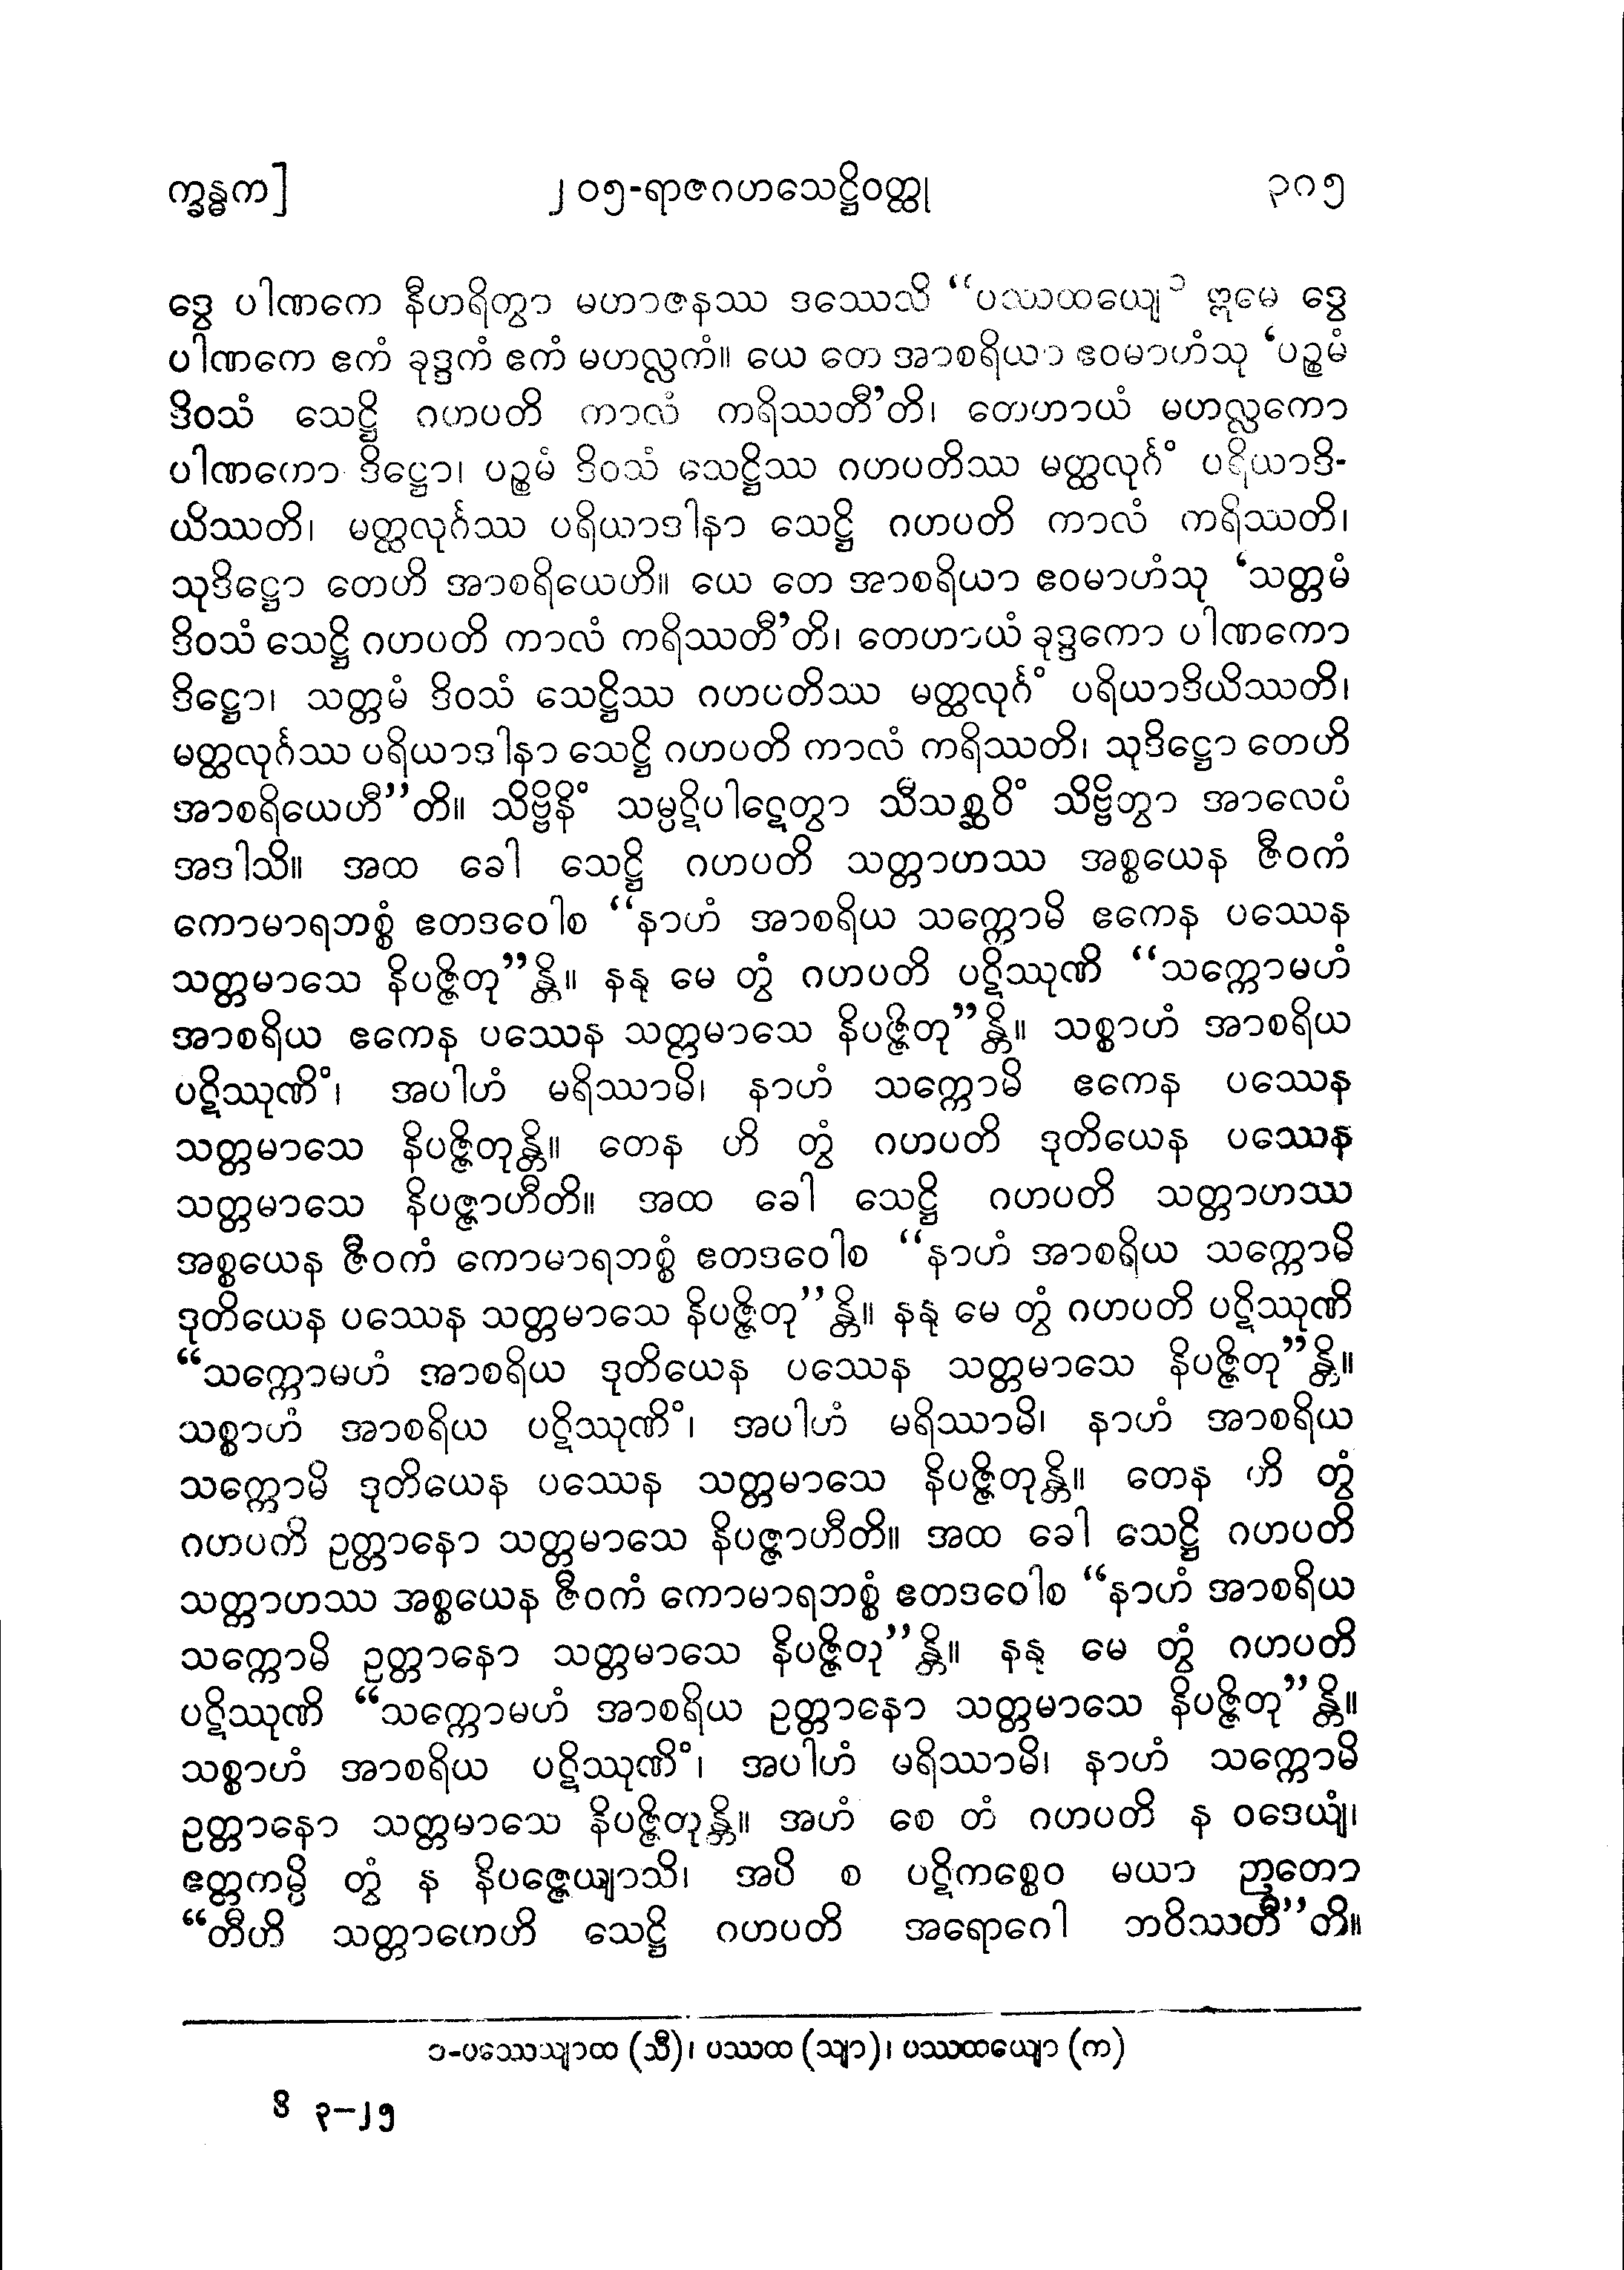 က္ခန္ဓက]
၂၀၅-ရာဇဂဟသေဋ္ဌိဝတ္ထု
၃၈၅
ဒွေ ပါဏကေ နီဟရိတွာ မဟာဇနဿ ဒဿေသိ “ပဿထယျေ၁ ဣမေ ဒွေ
ပါဏကေ ဧကံ ခုဒ္ဒကံ ဧကံ မဟလ္လကံ။ ယေ တေ အာစရိယာ ဧဝမာဟံသု ‘ပဉ္စမံ
ဒိဝသံ သေဋ္ဌိ ဂဟပတိ ကာလံ ကရိဿတီ’တိ၊ တေဟာယံ မဟလ္လကော
ပါဏကော ဒိဋ္ဌော၊ ပဉ္စမံ ဒိဝသံ သေဋ္ဌိဿ ဂဟပတိဿ မတ္ထလုင်္ဂံ ပရိယာဒိ-
ယိဿတိ၊ မတ္ထလုင်္ဂဿ ပရိယာဒါနာ သေဋ္ဌိ ဂဟပတိ ကာလံ ကရိဿတိ၊
သုဒိဋ္ဌော တေဟိ အာစရိယေဟိ။ ယေ တေ အာစရိယာ ဧဝမာဟံသု ‘သတ္တမံ
ဒိဝသံ သေဋ္ဌိ ဂဟပတိ ကာလံ ကရိဿတီ’တိ၊ တေဟာယံ ခုဒ္ဒကော ပါဏကော
ဒိဋ္ဌော၊ သတ္တမံ ဒိဝသံ သေဋ္ဌိဿ ဂဟပတိဿ မတ္ထလုင်္ဂံ ပရိယာဒိယိဿတိ၊
မတ္ထလုင်္ဂဿ ပရိယာဒါနာ သေဋ္ဌိ ဂဟပတိ ကာလံ ကရိဿတိ၊ သုဒိဋ္ဌော တေဟိ
အာစရိယေဟီ”တိ။ သိဗ္ဗိနိံ သမ္ပဋိပါဋေတွာ သီသစ္ဆဝိံ သိဗ္ဗိတွာ အာလေပံ
အဒါသိ။ အထ ခေါ သေဋ္ဌိ ဂဟပတိ သတ္တာဟဿ အစ္စယေန ဇီဝကံ
ကောမာရဘစ္စံ ဧတဒဝေါစ “နာဟံ အာစရိယ သက္ကောမိ ဧကေန ပဿေန
သတ္တမာသေ နိပဇ္ဇိတု”န္တိ။ နနု မေ တွံ ဂဟပတိ ပဋိဿုဏိ “သက္ကောမဟံ
အာစရိယ ဧကေန ပဿေန သတ္တမာသေ နိပဇ္ဇိတု”န္တိ။ သစ္စာဟံ အာစရိယ
ပဋိဿုဏိံ၊ အပါဟံ မရိဿာမိ၊ နာဟံ သက္ကောမိ ဧကေန ပဿေန
သတ္တမာသေ နိပဇ္ဇိတုန္တိ။ တေန ဟိ တွံ ဂဟပတိ ဒုတိယေန ပဿေန
သတ္တမာသေ နိပဇ္ဇာဟီတိ။ အထ ခေါ သေဋ္ဌိ ဂဟပတိ သတ္တာဟဿ
အစ္စယေန ဇီဝကံ ကောမာရဘစ္စံ ဧတဒဝေါစ “နာဟံ အာစရိယ သက္ကောမိ
ဒုတိယေန ပဿေန သတ္တမာသေ နိပဇ္ဇိတု”န္တိ။ နနု မေ တွံ ဂဟပတိ ပဋိဿုဏိ
“သက္ကောမဟံ အာစရိယ ဒုတိယေန ပဿေန သတ္တမာသေ နိပဇ္ဇိတု”န္တိ။
သစ္စာဟံ အာစရိယ ပဋိဿုဏိံ၊ အပါဟံ မရိဿာမိ၊ နာဟံ အာစရိယ
သက္ကောမိ ဒုတိယေန ပဿေန သတ္တမာသေ နိပဇ္ဇိတုန္တိ။ တေန ဟိ တွံ
ဂဟပတိ ဥတ္တာနော သတ္တမာသေ နိပဇ္ဇာဟီတိ။ အထ ခေါ သေဋ္ဌိ ဂဟပတိ
သတ္တာဟဿ အစ္စယေန ဇီဝကံ ကောမာရဘစ္စံ ဧတဒဝေါစ “နာဟံ အာစရိယ
သက္ကောမိ ဥတ္တာနော သတ္တမာသေ နိပဇ္ဇိတု”န္တိ။ နနု မေ တွံ ဂဟပတိ
ပဋိဿုဏိ “သက္ကောမဟံ အာစရိယ ဥတ္တာနော သတ္တမာသေ နိပဇ္ဇိတု”န္တိ။
သစ္စာဟံ အာစရိယ ပဋိဿုဏိံ၊ အပါဟံ မရိဿာမိ၊ နာဟံ သက္ကောမိ
ဥတ္တာနော သတ္တမာသေ နိပဇ္ဇိတုန္တိ။ အဟံ စေ တံ ဂဟပတိ န ဝဒေယျံ၊
ဧတ္တကမ္ပိ တွံ န နိပဇ္ဇေယျာသိ၊ အပိ စ ပဋိကစ္စေဝ မယာ ဉာတော
“တီဟိ သတ္တာဟေဟိ သေဋ္ဌိ ဂဟပတိ အရောဂေါ ဘဝိဿတီ”တိ။
၁-ပဿေယျာထ (သီ)၊ ပဿထ (သျာ)၊ ပဿထယျော (က)
ဝိ ၃–၂၅